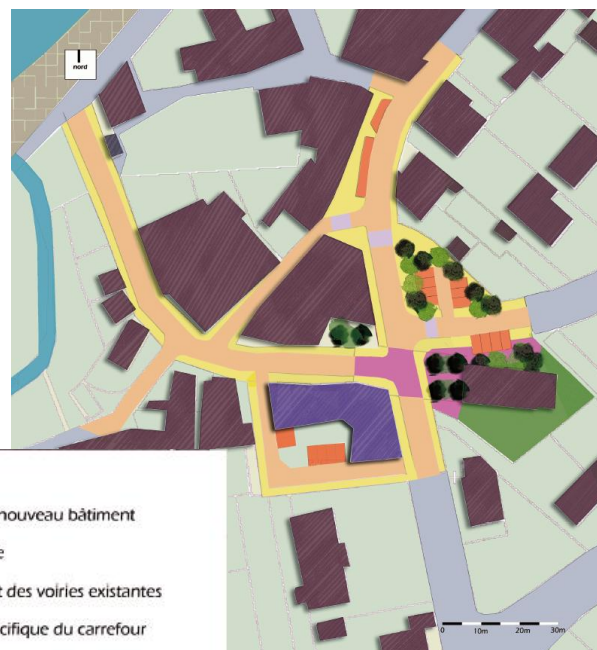 nord
nouveau bâtiment
e
t des voiries existantes
cifique du carrefour
0 10m 20m 30m